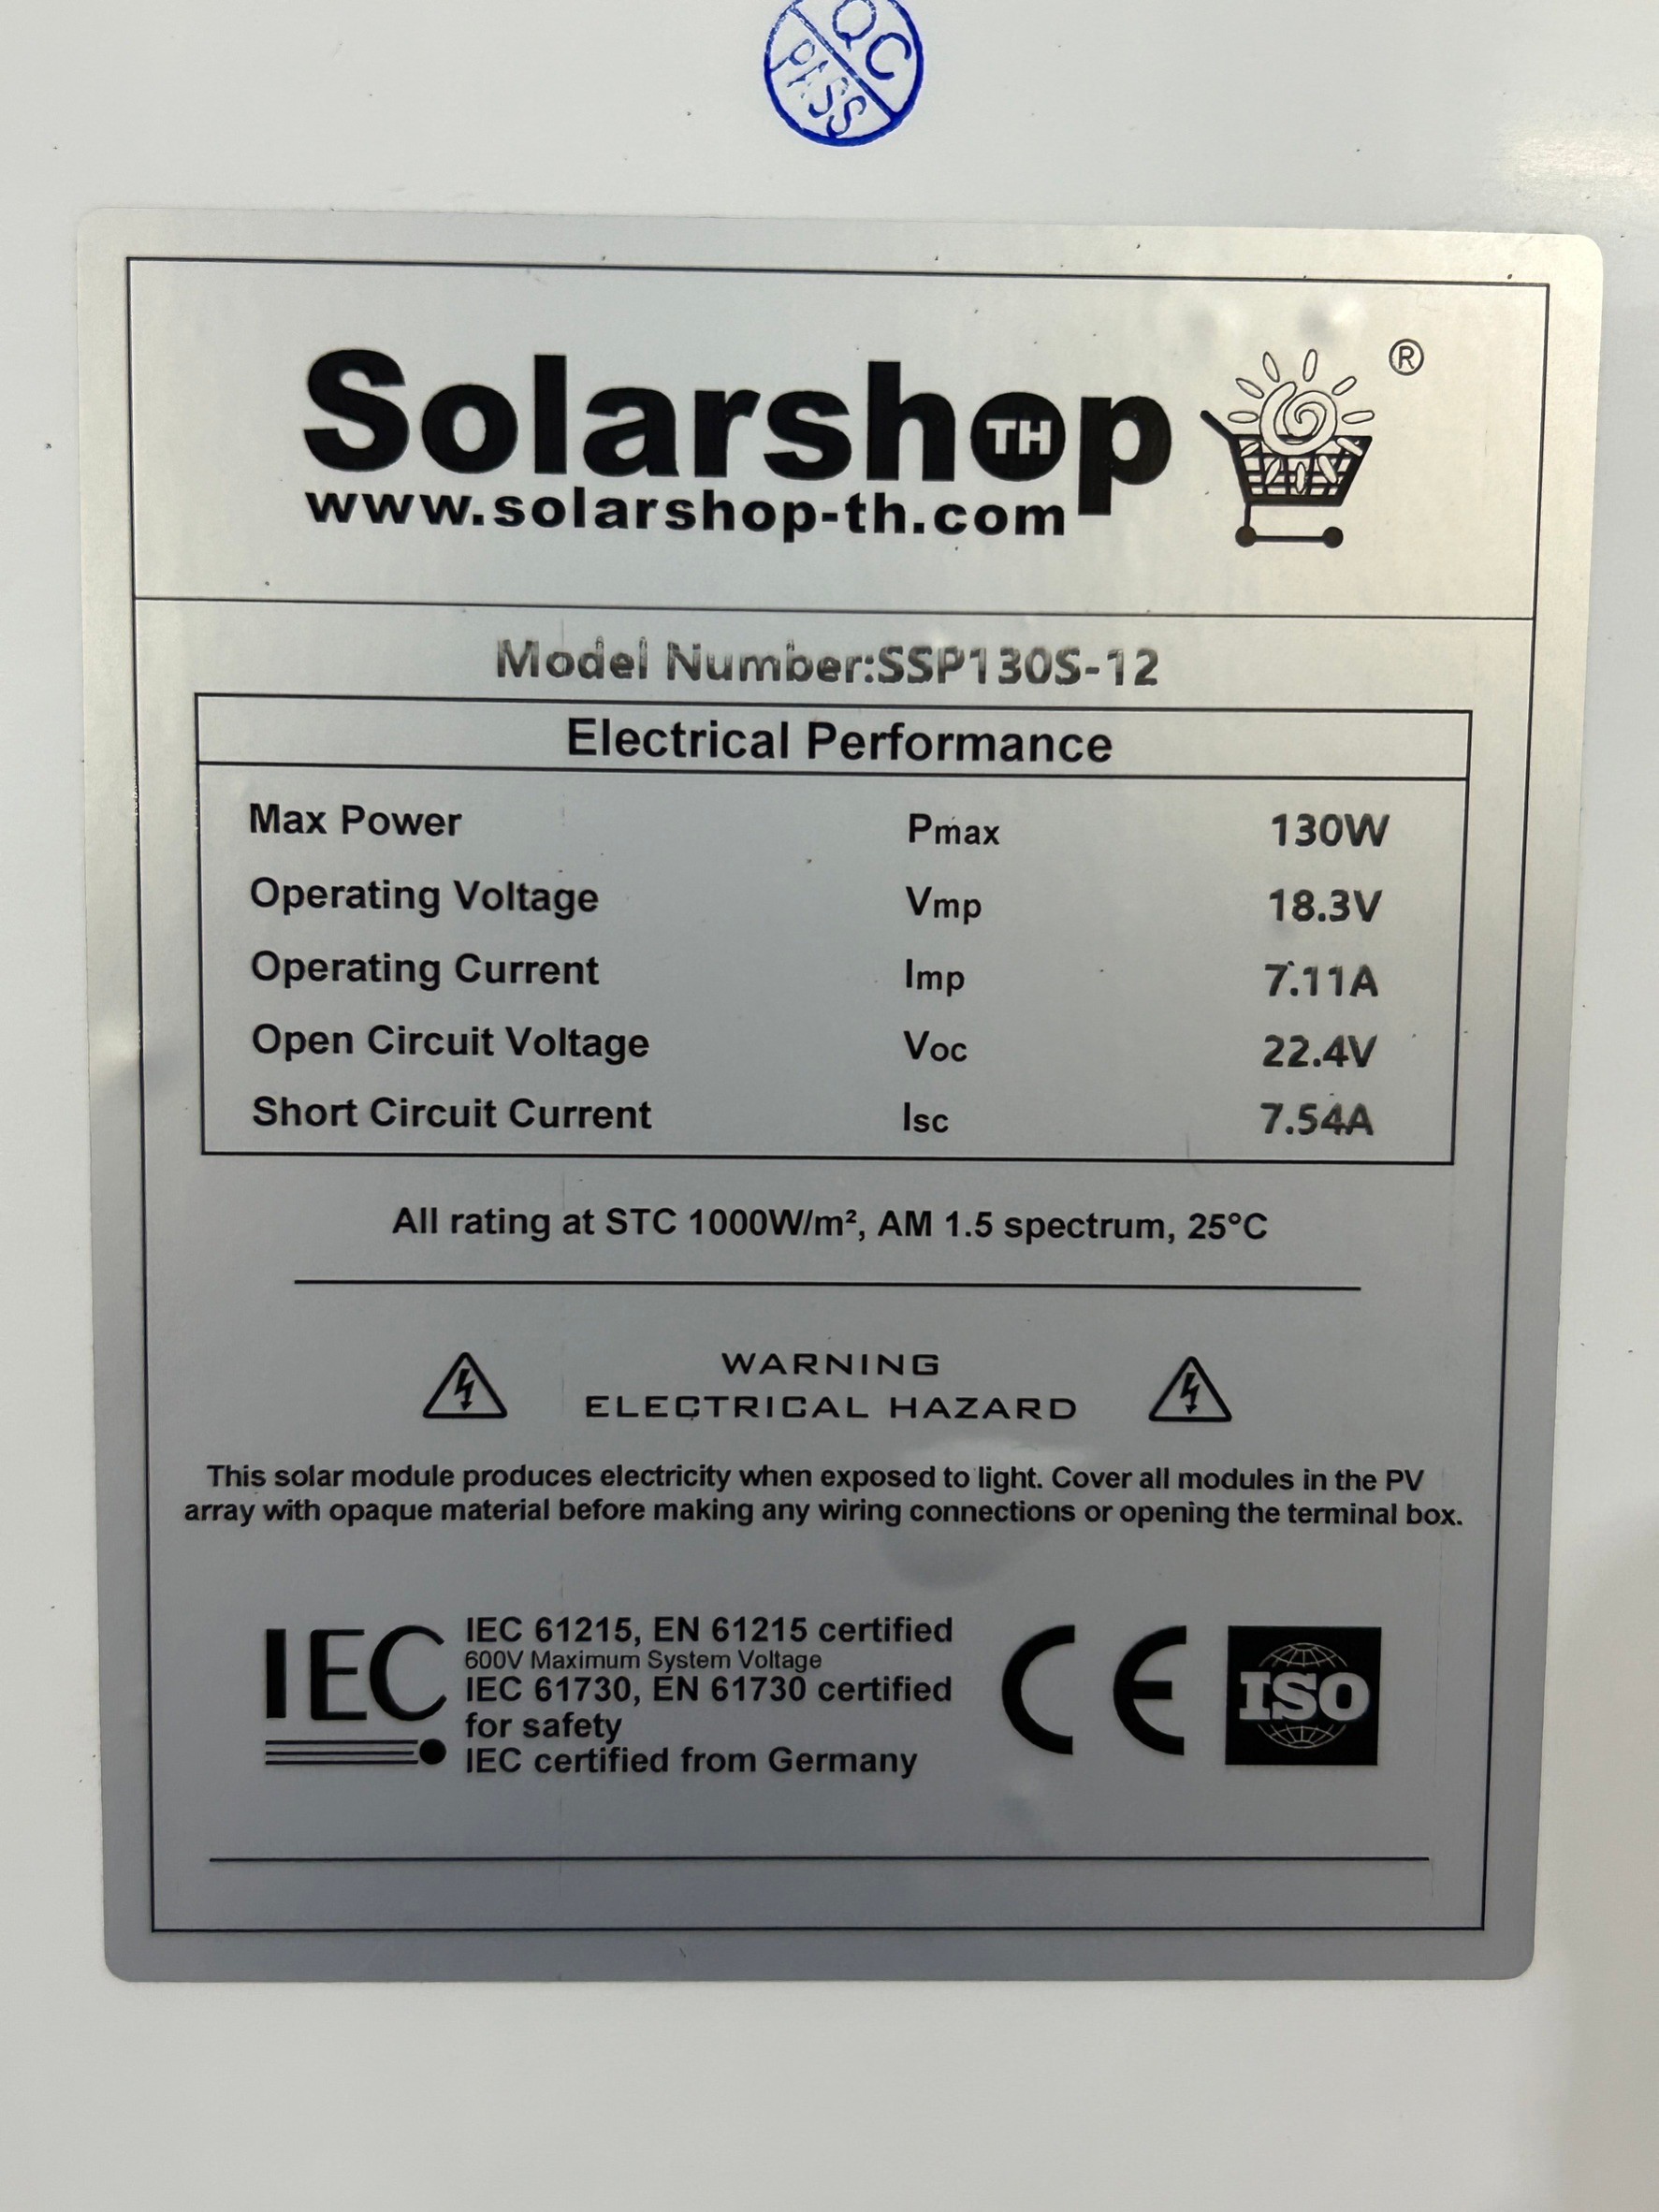 QC
PASS
Solarshop
TH
®
www.solarshop-th.com
Model Number:SSP130S-12
Electrical Performance
Max Power Pmax 130W
Operating Voltage Vmp 18.3V
Operating Current Imp 7.11A
Open Circuit Voltage Voc 22.4V
Short Circuit Current Isc 7.54A
All rating at STC 1000W/m², AM 1.5 spectrum, 25°C
WARNING
ELECTRICAL HAZARD
This solar module produces electricity when exposed to light. Cover all modules in the PV
array with opaque material before making any wiring connections or opening the terminal box.
IEC
IEC 61215, EN 61215 certified
600V Maximum System Voltage
IEC 61730, EN 61730 certified
for safety
IEC certified from Germany
CE
ISO